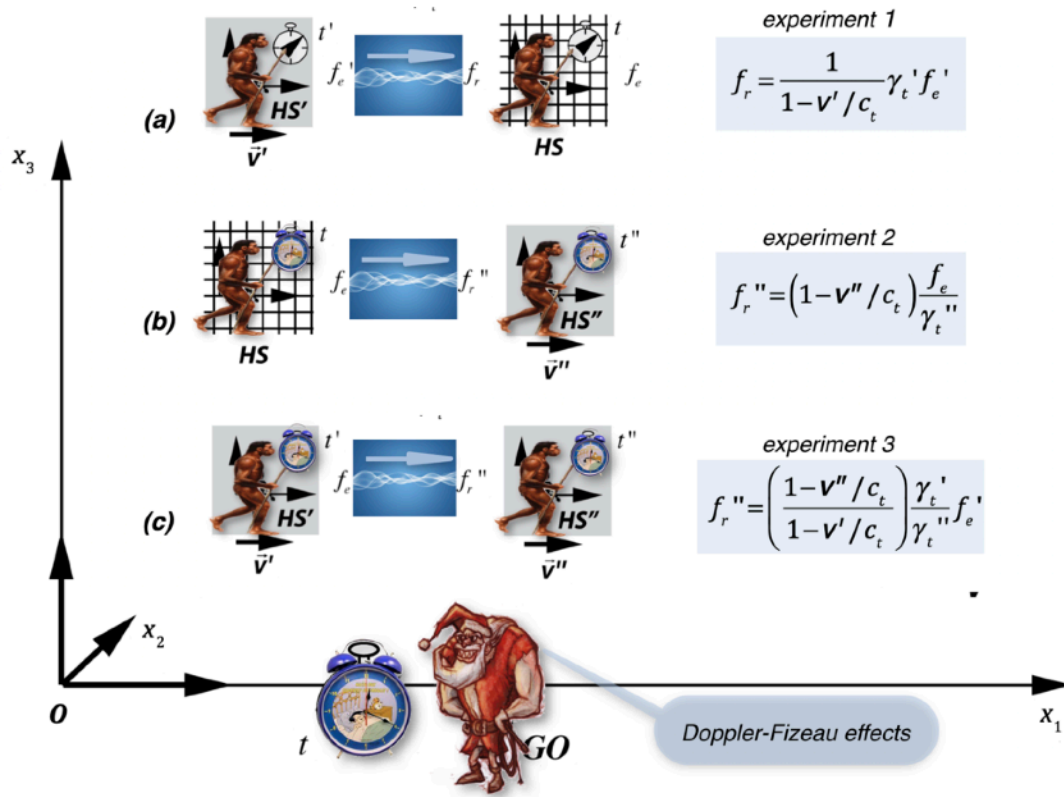 experiment 1
t'
t
f_e'
f_r
f_e
f_r = 1 / (1 - v' / c_t) γ_t' f_e'
HS'
(a)
v⃗'
HS
x_3
experiment 2
t
t"
f_e
f_r"
f_r" = (1 - v" / c_t) f_e / γ_t"
(b)
HS"
HS
v⃗"
experiment 3
t'
t"
f_e
f_r"
f_r" = ((1 - v" / c_t) / (1 - v' / c_t)) γ_t' / γ_t" f_e'
HS'
HS"
(c)
v⃗'
v⃗"
x_2
O
x_1
t
GO
Doppler-Fizeau effects